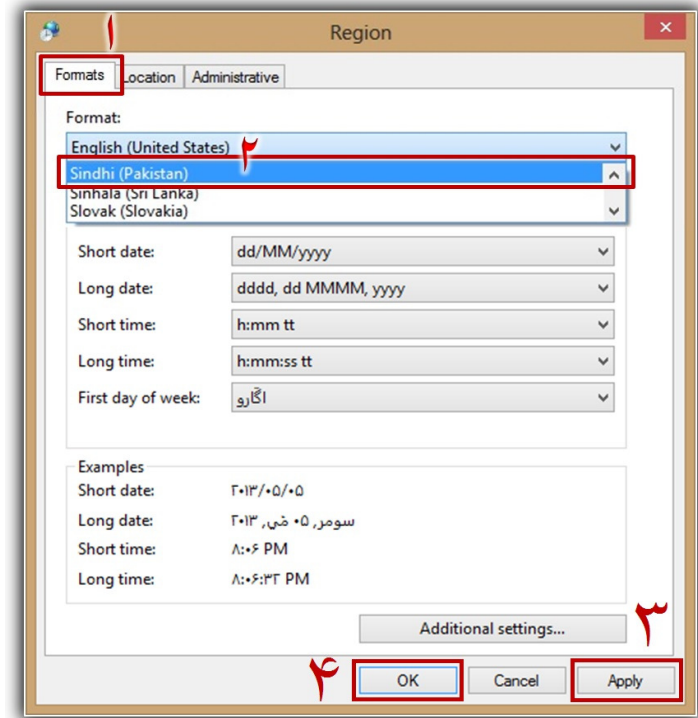 ۱
Region
Formats
Location
Administrative
Format:
English (United States)
۲
Sindhi (Pakistan)
Sinhala (Sri Lanka)
Slovak (Slovakia)
Short date: dd/MM/yyyy
Long date: dddd, dd MMMM, yyyy
Short time: h:mm tt
Long time: h:mm:ss tt
First day of week: اڱارو
Examples
Short date: ۲۰۱۳/۰۵/۰۵
Long date: سومر, ۰۵ مَي, ۲۰۱۳
Short time: ۸:۰۶ PM
Long time: ۸:۰۶:۳۲ PM
Additional settings...
۳
۴
OK
Cancel
Apply